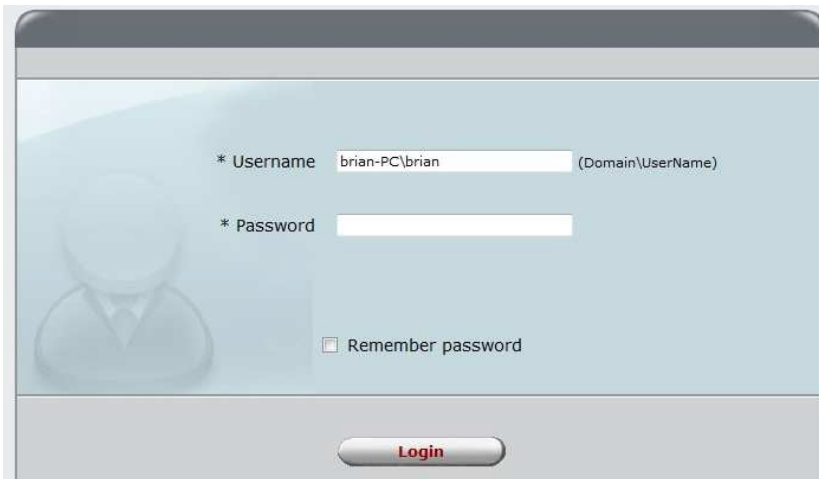 * Username brian-PC\brian (Domain\UserName)
* Password
Remember password
Login